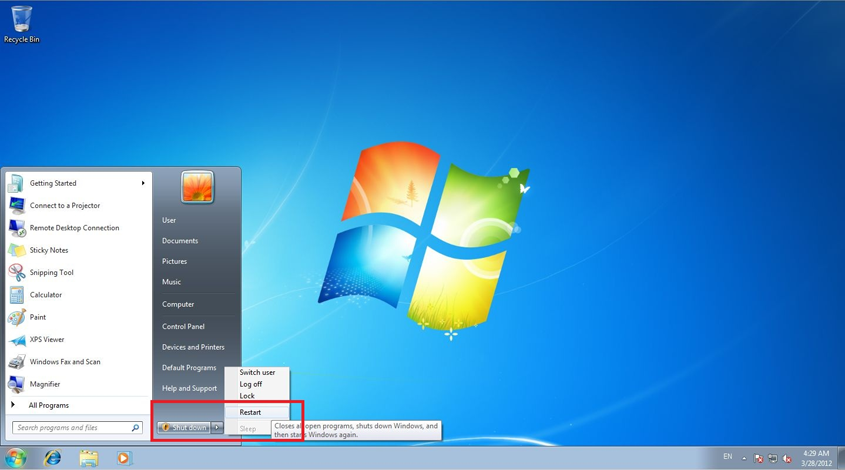 Recycle Bin
Getting Started
Connect to a Projector
Remote Desktop Connection
Sticky Notes
Snipping Tool
Calculator
Paint
XPS Viewer
Windows Fax and Scan
Magnifier
All Programs
Search programs and files
User
Documents
Pictures
Music
Computer
Control Panel
Devices and Printers
Default Programs
Help and Support
Shut down
Switch user
Log off
Lock
Restart
Sleep
Closes all open programs, shuts down Windows, and
then starts Windows again.
EN
4:29 AM
3/28/2012